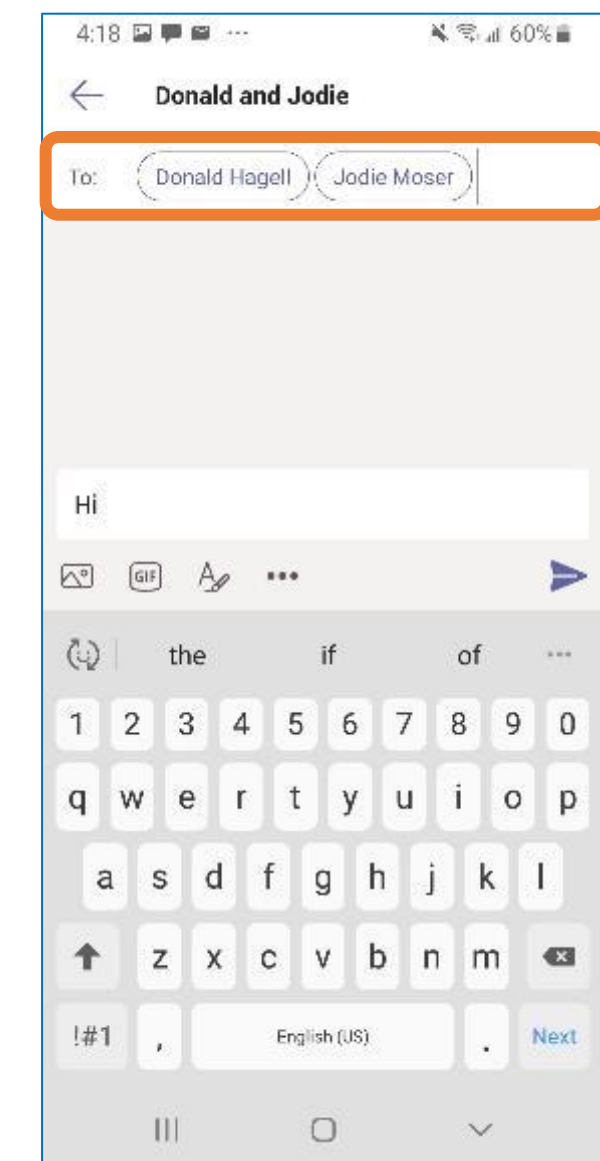 4:18 60%
Donald and Jodie
To: Donald Hagell Jodie Moser
Hi
GIF A
the if of
1 2 3 4 5 6 7 8 9 0
q w e r t y u i o p
a s d f g h j k l
z x c v b n m
!#1 , English (US) . Next